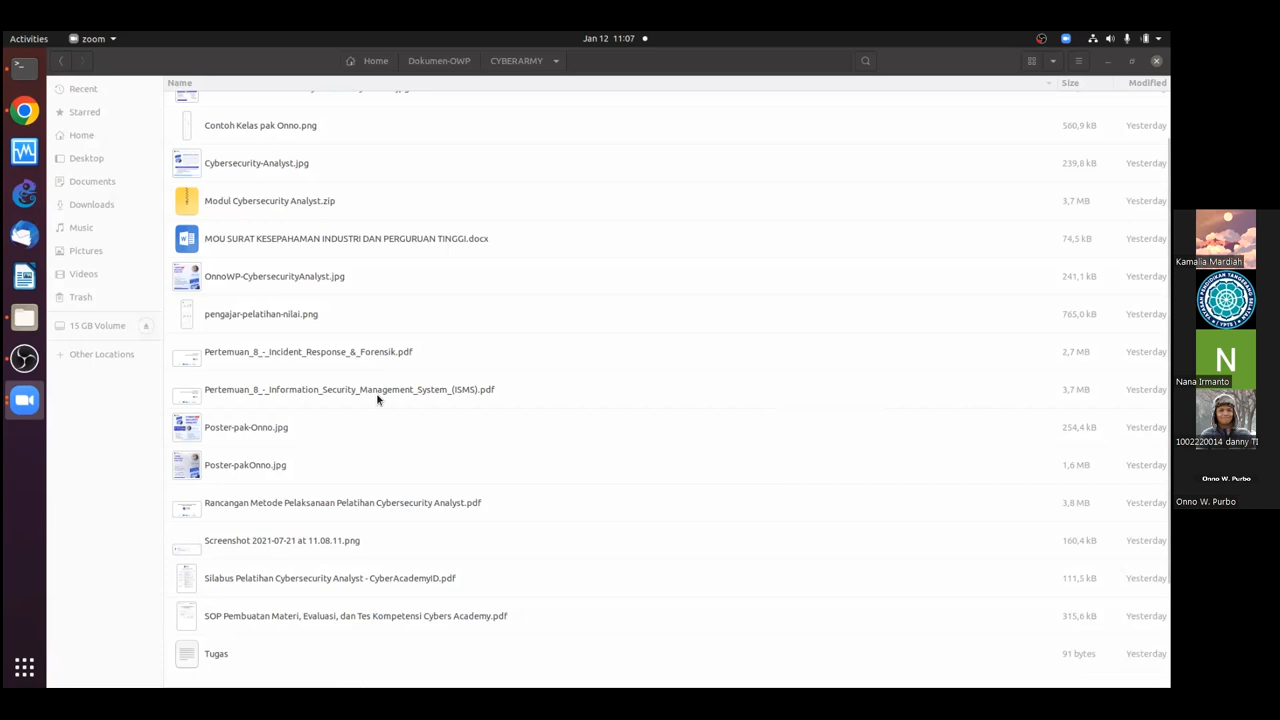 Activities zoom Jan 12 11:07
Home Dokumen-OWP CYBERARMY
Recent
Starred
Home
Desktop
Documents
Downloads
Music
Pictures
Videos
Trash
15 GB Volume
Other Locations
Name Size Modified
Contoh Kelas pak Onno.png 560,9 kB Yesterday
Cybersecurity-Analyst.jpg 239,8 kB Yesterday
Modul Cybersecurity Analyst.zip 3,7 MB Yesterday
MOU SURAT KESEPAHAMAN INDUSTRI DAN PERGURUAN TINGGI.docx 74,5 kB Yesterday
OnnoWP-CybersecurityAnalyst.jpg 241,1 kB Yesterday
pengajar-pelatihan-nilai.png 765,0 kB Yesterday
Pertemuan_8_-_Incident_Response_&_Forensik.pdf 2,7 MB Yesterday
Pertemuan_8_-_Information_Security_Management_System_(ISMS).pdf 3,7 MB Yesterday
Poster-pak-Onno.jpg 254,4 kB Yesterday
Poster-pakOnno.jpg 1,6 MB Yesterday
Rancangan Metode Pelaksanaan Pelatihan Cybersecurity Analyst.pdf 3,8 MB Yesterday
Screenshot 2021-07-21 at 11.08.11.png 160,4 kB Yesterday
Silabus Pelatihan Cybersecurity Analyst - CyberAcademyID.pdf 111,5 kB Yesterday
SOP Pembuatan Materi, Evaluasi, dan Tes Kompetensi Cybers Academy.pdf 315,6 kB Yesterday
Tugas 91 bytes Yesterday
Kamalia Mardiah
N
Nana Irmanto
1002220014 danny TI
Onno W. Purbo
Onno W. Purbo